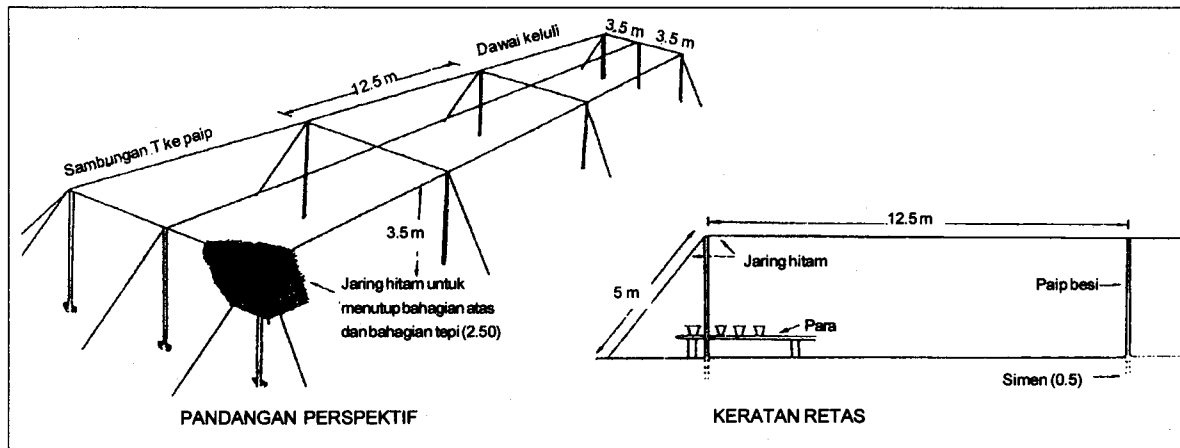 3.5 m
3.5 m
Dawai keluli
12.5 m
Sambungan T ke paip
3.5 m
Jaring hitam untuk
menutup bahagian atas
dan bahagian tepi (2.50)
PANDANGAN PERSPEKTIF
12.5 m
Jaring hitam
5 m
Paip besi
Para
Simen (0.5)
KERATAN RETAS